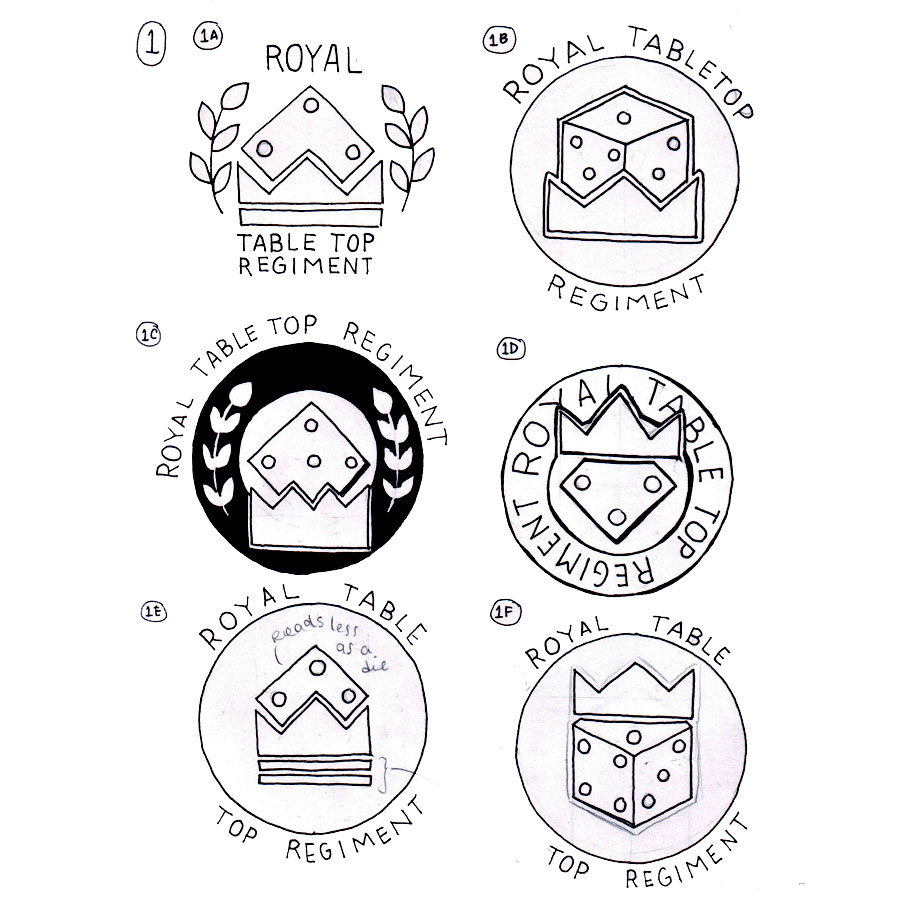 1
1A
ROYAL
TABLE TOP
REGIMENT
1B
ROYAL TABLETOP
REGIMENT
1C
ROYAL TABLE TOP REGIMENT
1D
ROYAL TABLE TOP REGIMENT
1E
ROYAL TABLE
Reads less
as a
die
TOP REGIMENT
1F
ROYAL TABLE
TOP REGIMENT